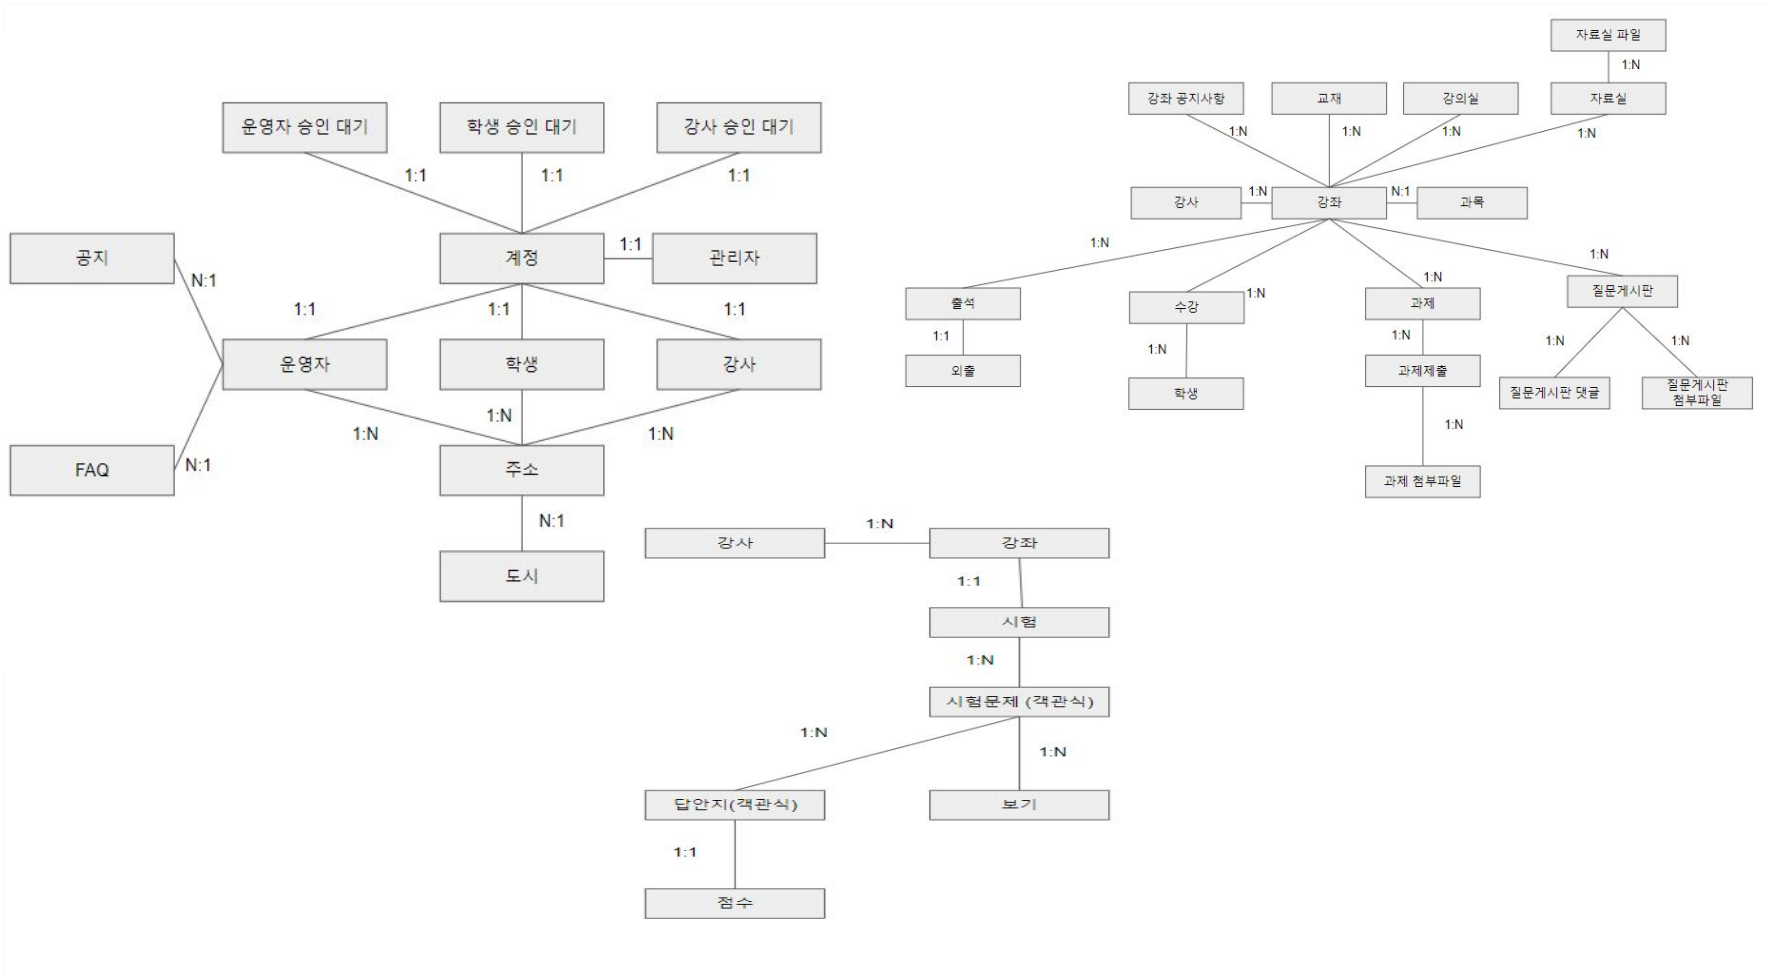 운영자 승인 대기
학생 승인 대기
강사 승인 대기
1:1
1:1
1:1
공지
계정
1:1
관리자
N:1
1:1
1:1
1:1
운영자
학생
강사
1:N
1:N
1:N
FAQ
N:1
주소
N:1
도시
자료실 파일
1:N
강좌 공지사항
교재
강의실
자료실
1:N
1:N
1:N
1:N
강사
1:N
강좌
N:1
과목
1:N
1:N
1:N
1:N
출석
수강
과제
질문게시판
1:1
1:N
1:N
1:N
1:N
외출
학생
과제제출
질문게시판 댓글
질문게시판
첨부파일
1:N
과제 첨부파일
강사
1:N
강좌
1:1
시험
1:N
시험문제 (객관식)
1:N
1:N
답안지(객관식)
보기
1:1
점수